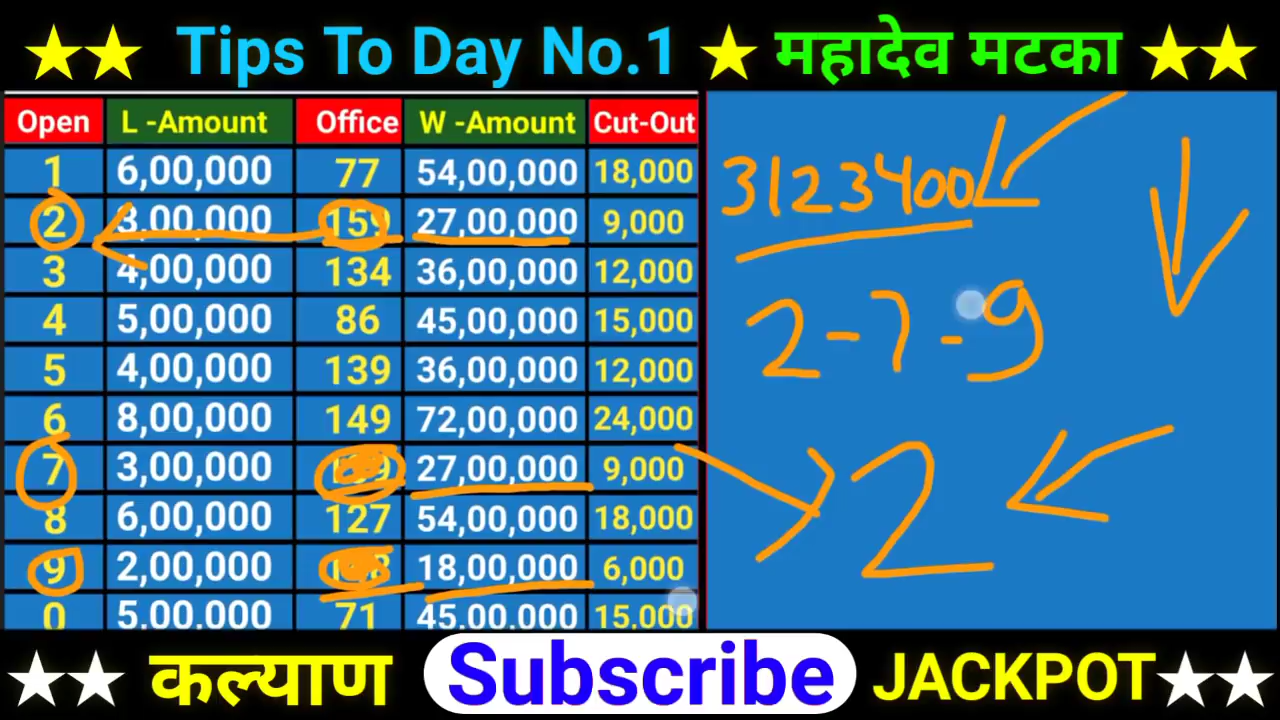 Tips To Day No.1 महादेव मटका
Open L -Amount Office W -Amount Cut-Out
1 6,00,000 77 54,00,000 18,000
2 3,00,000 159 27,00,000 9,000
3 4,00,000 134 36,00,000 12,000
4 5,00,000 86 45,00,000 15,000
5 4,00,000 139 36,00,000 12,000
6 8,00,000 149 72,00,000 24,000
7 3,00,000 27,00,000 9,000
8 6,00,000 127 54,00,000 18,000
9 2,00,000 18,00,000 6,000
0 5,00,000 71 45,00,000 15,000
3123400
2-7-9
2
कल्याण Subscribe JACKPOT